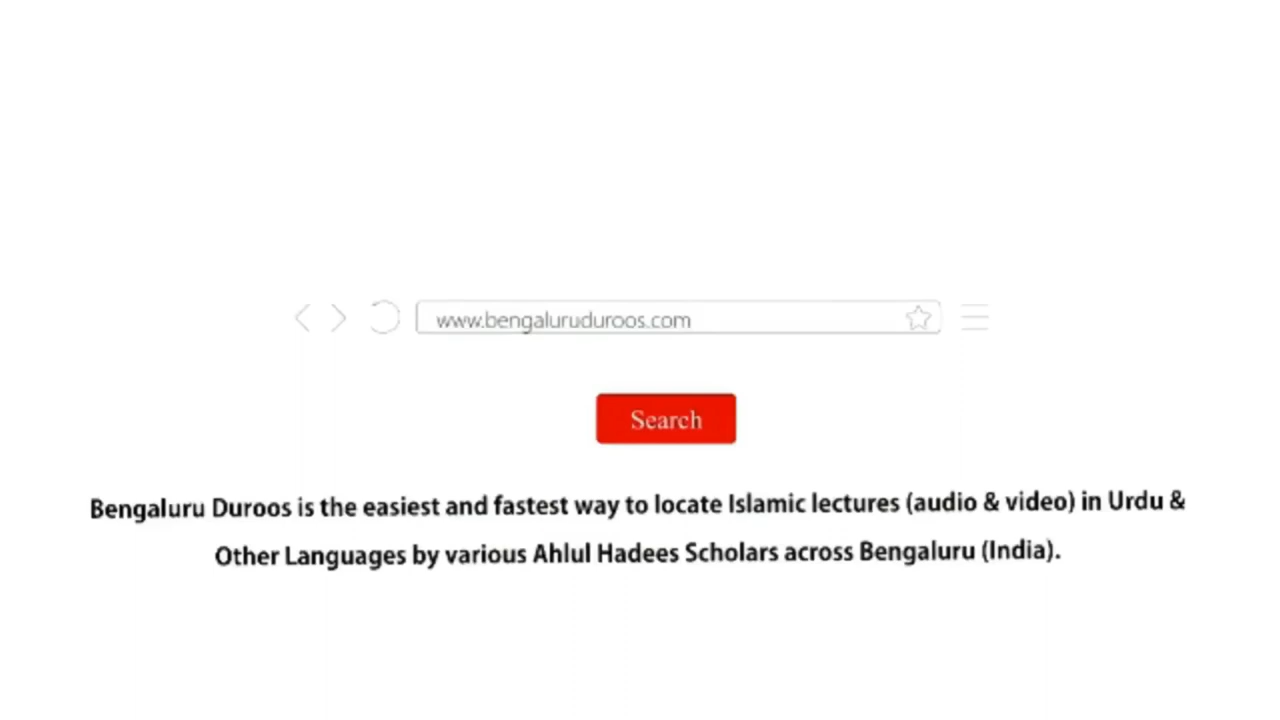 www.bengaluruduroos.com
Search
Bengaluru Duroos is the easiest and fastest way to locate Islamic lectures (audio & video) in Urdu &
Other Languages by various Ahlul Hadees Scholars across Bengaluru (India).